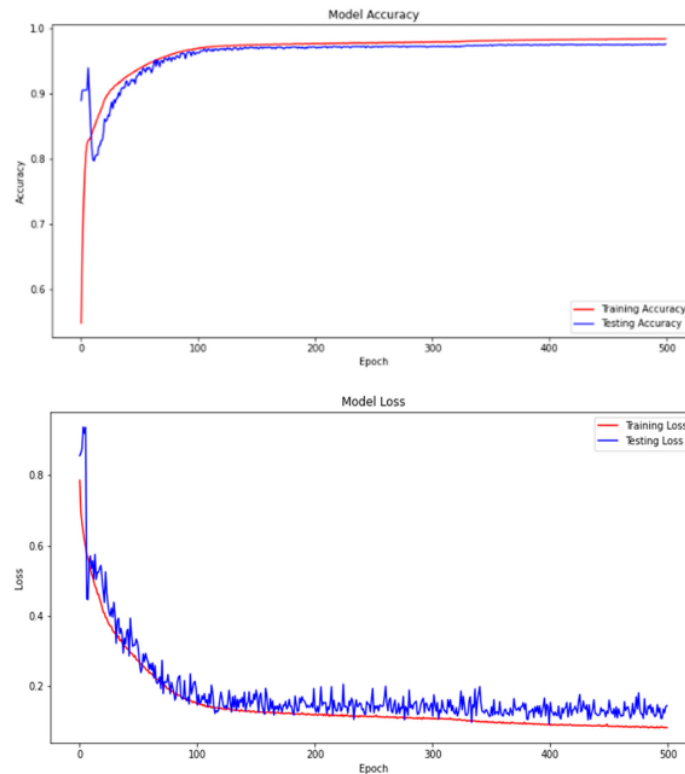 Model Accuracy
1.0
0.9
0.8
0.7
0.6
Accuracy
Training Accuracy
Testing Accuracy
0
100
200
300
400
500
Epoch
Model Loss
Training Loss
Testing Loss
0.8
0.6
0.4
0.2
Loss
0
100
200
300
400
500
Epoch